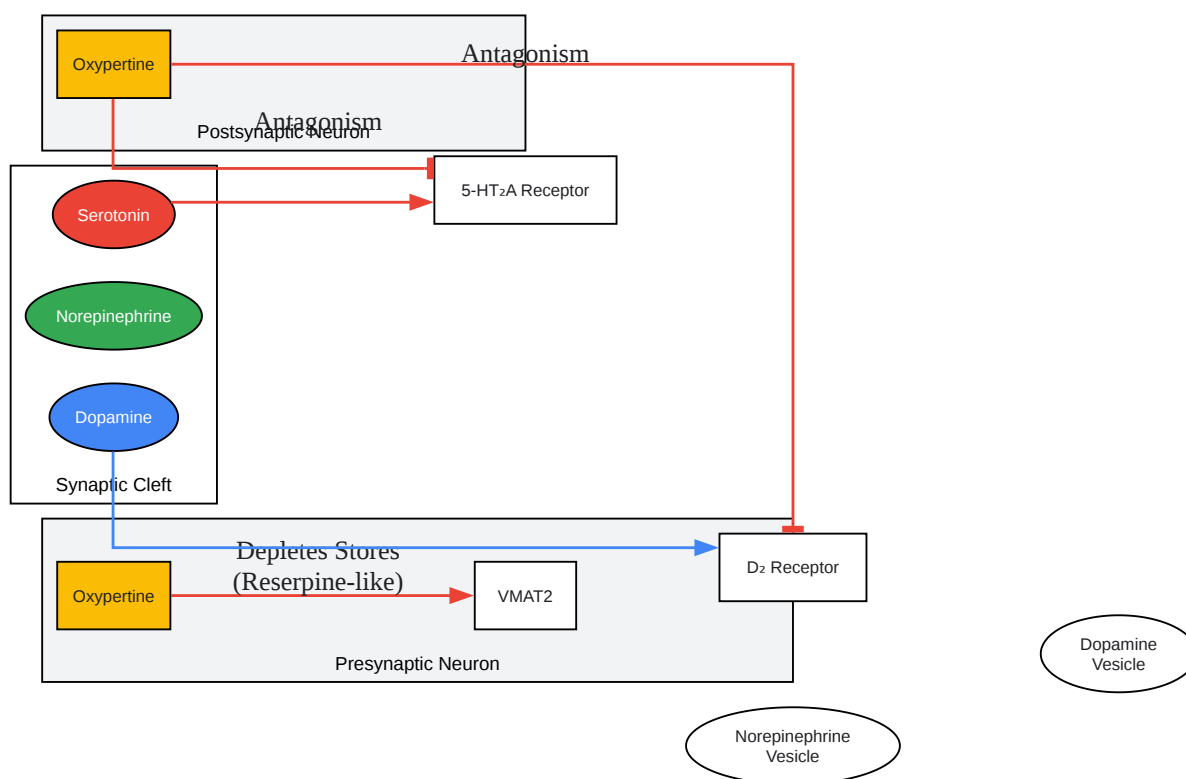 Antagonism
Oxypertine
Antagonism
Postsynaptic Neuron
5-HT₂A Receptor
Serotonin
Norepinephrine
Dopamine
Synaptic Cleft
Depletes Stores
(Reserpine-like)
D₂ Receptor
Oxypertine
VMAT2
Presynaptic Neuron
Dopamine
Vesicle
Norepinephrine
Vesicle